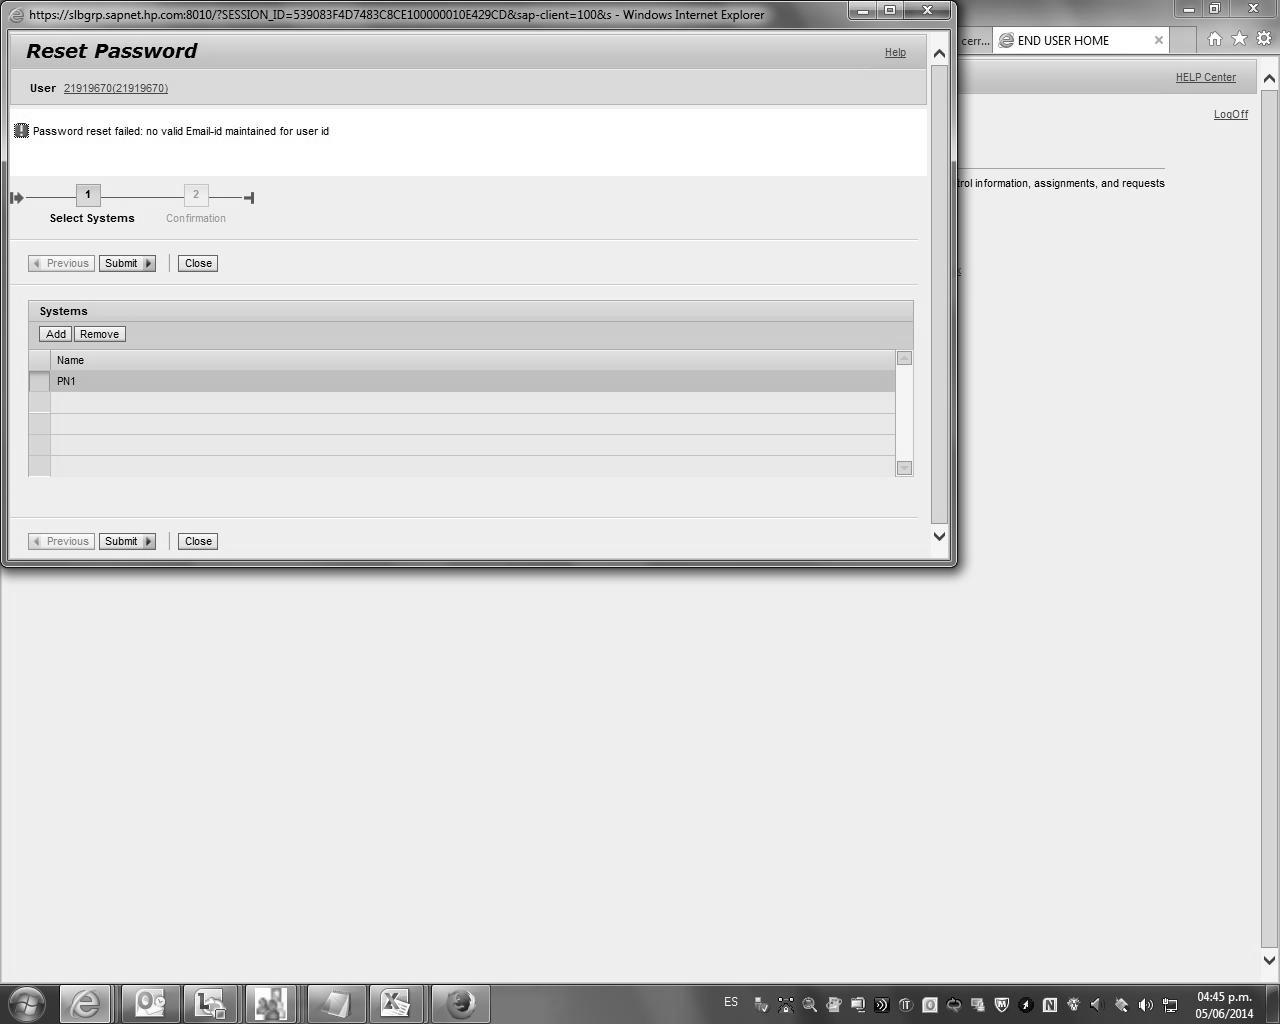 https://slbgrp.sapnet.hp.com:8010/?SESSION_ID=539083F4D7483C8CE100000010E429CD&sap-client=100&s - Windows Internet Explorer
cerr... END USER HOME
Reset Password
Help
HELP Center
User 21919670(21919670)
LogOff
Password reset failed: no valid Email-id maintained for user id
trol information, assignments, and requests
1 2
Select Systems Confirmation
Previous Submit Close
Systems
Add Remove
Name
PN1
Previous Submit Close
ES
04:45 p.m.
05/06/2014